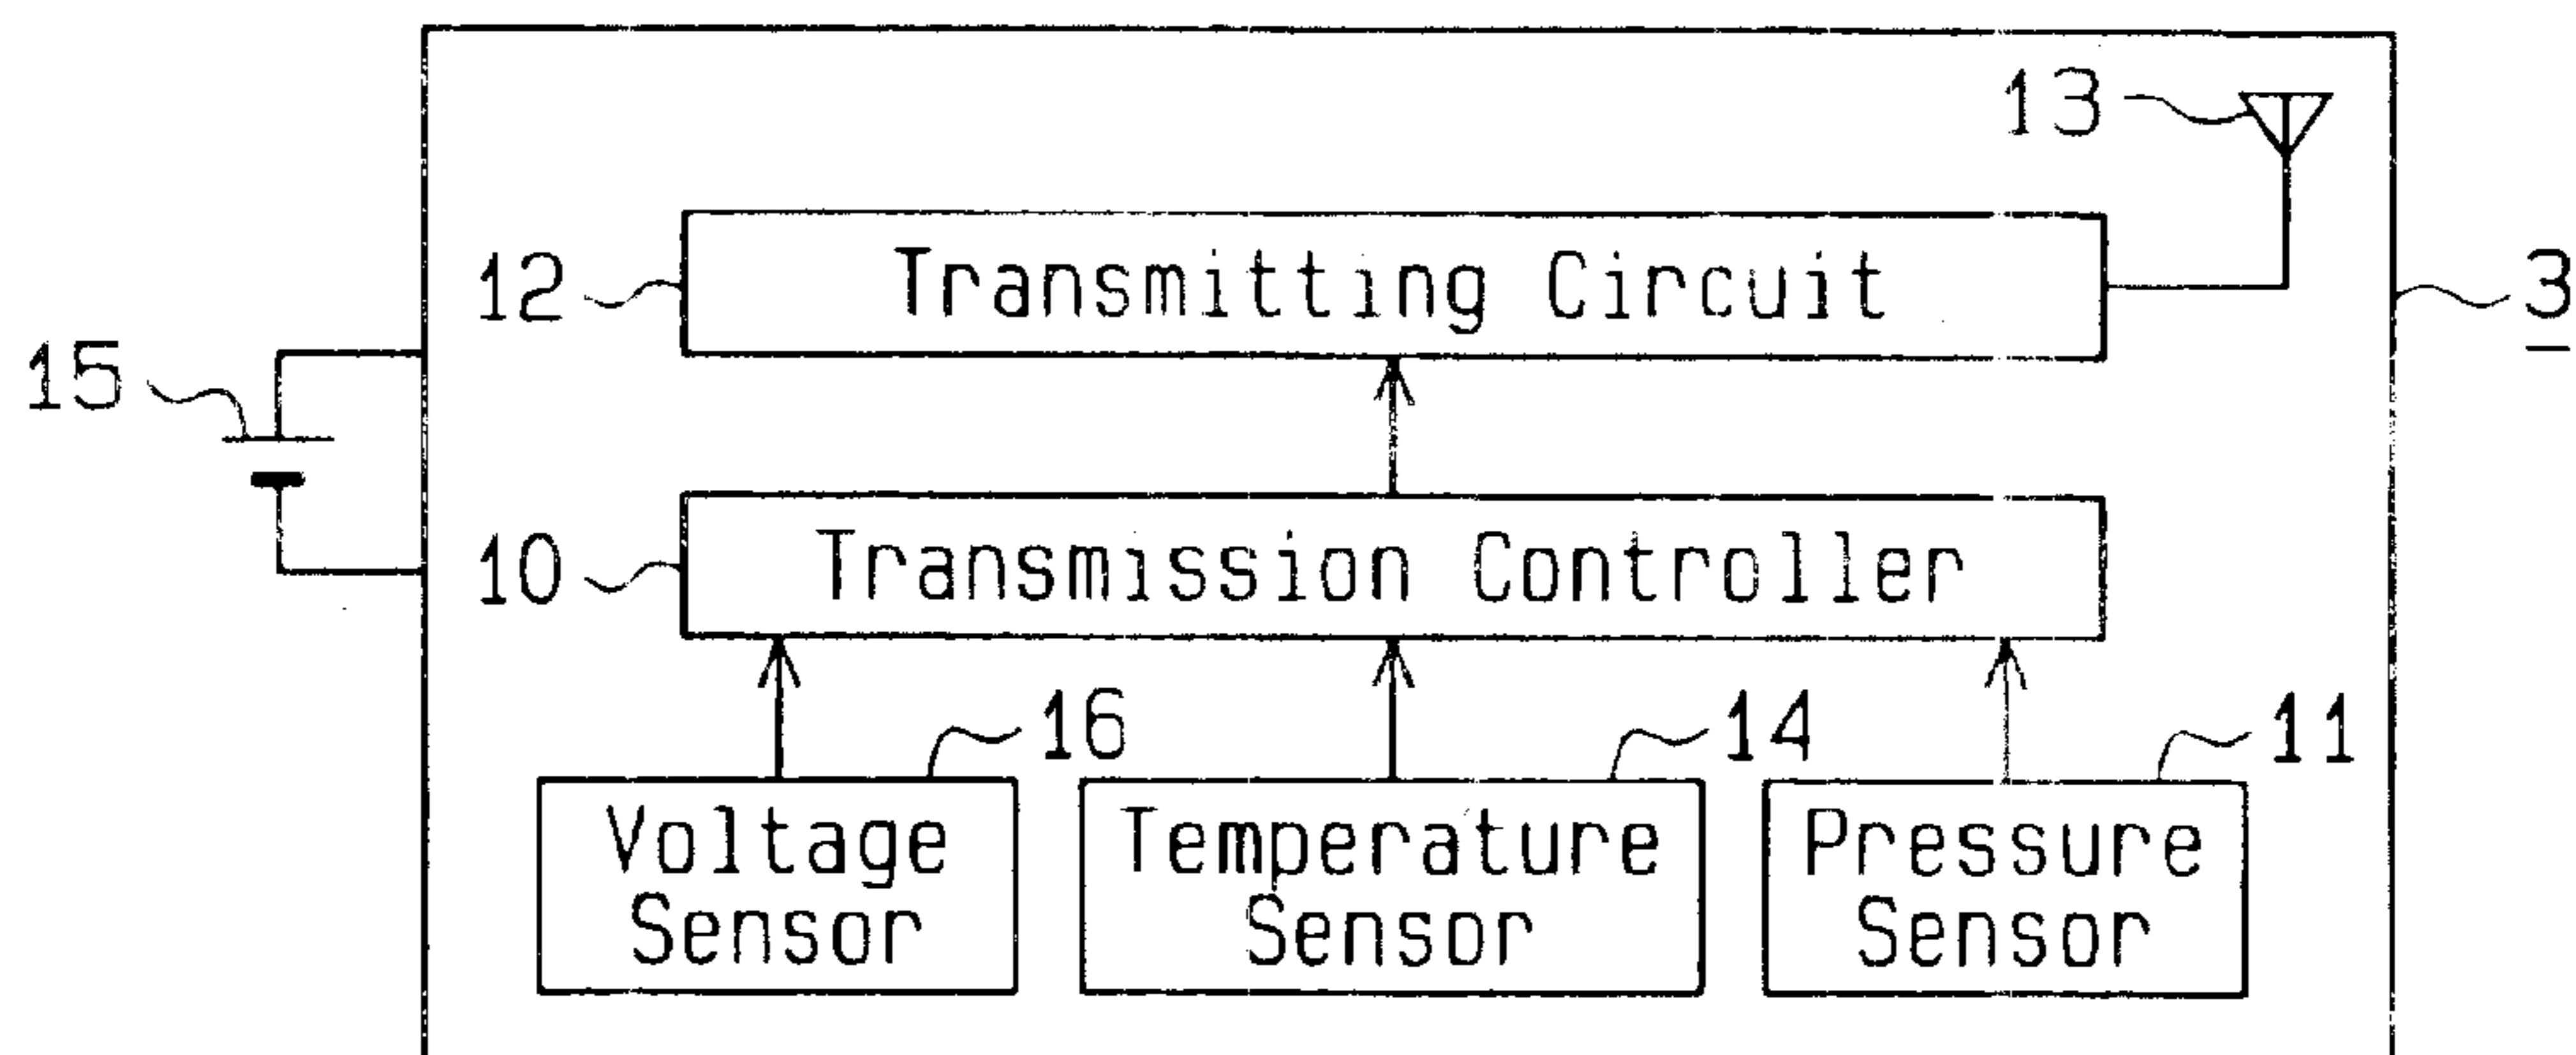 13
12
Transmitting Circuit
3
15
10
Transmission Controller
16
14
11
Voltage
Sensor
Temperature
Sensor
Pressure
Sensor